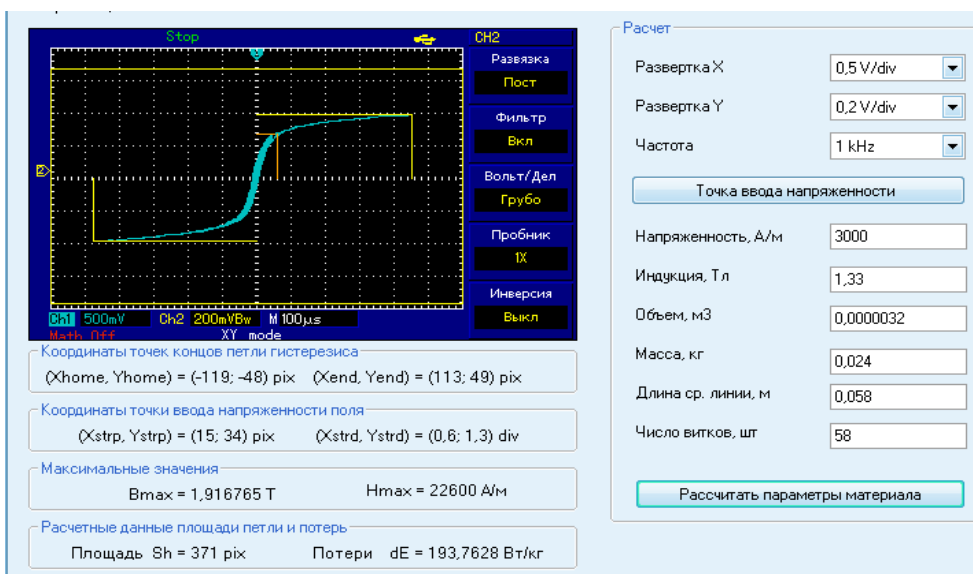 Stop
CH2
Развязка
Пост
Фильтр
Вкл
Вольт/Дел
Грубо
Пробник
1X
Инверсия
Выкл
2
Ch1 500mV Ch2 200mVBw M 100μs
Math Off XY mode
Координаты точек концов петли гистерезиса
(Xhome, Yhome) = (-119; -48) pix (Xend, Yend) = (113; 49) pix
Координаты точки ввода напряженности поля
(Xstrp, Ystrp) = (15; 34) pix (Xstrd, Ystrd) = (0,6; 1,3) div
Максимальные значения
Bmax = 1,916765 T Hmax = 22600 А/м
Расчетные данные площади петли и потерь
Площадь Sh = 371 pix Потери dE = 193,7628 Вт/кг
Расчет
Развертка X 0,5 V/div
Развертка Y 0,2 V/div
Частота 1 kHz
Точка ввода напряженности
Напряженность, А/м 3000
Индукция, Тл 1,33
Объем, м3 0,0000032
Масса, кг 0,024
Длина ср. линии, м 0,058
Число витков, шт 58
Рассчитать параметры материала